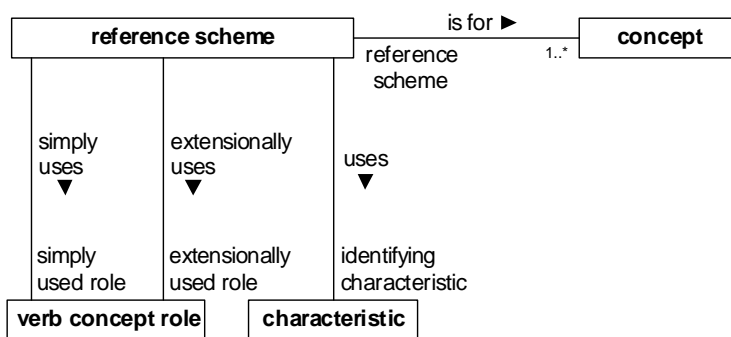 is for ►
reference scheme
concept
reference
scheme
1..*
simply
uses
▼
extensionally
uses
▼
uses
▼
simply
used role
extensionally
used role
identifying
characteristic
verb concept role
characteristic